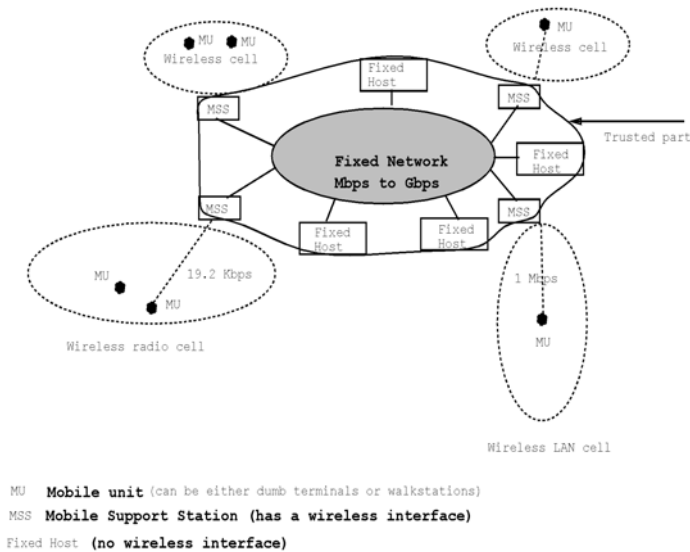 MU
MU
Wireless cell
MU
Wireless cell
Fixed
Host
MSS
MSS
Trusted part
Fixed Network
Mbps to Gbps
Fixed
Host
MSS
MSS
Fixed
Host
Fixed
Host
MU
19.2 Kbps
MU
1 Mbps
MU
Wireless radio cell
Wireless LAN cell
MU Mobile unit (can be either dumb terminals or walkstations)
MSS Mobile Support Station (has a wireless interface)
Fixed Host (no wireless interface)